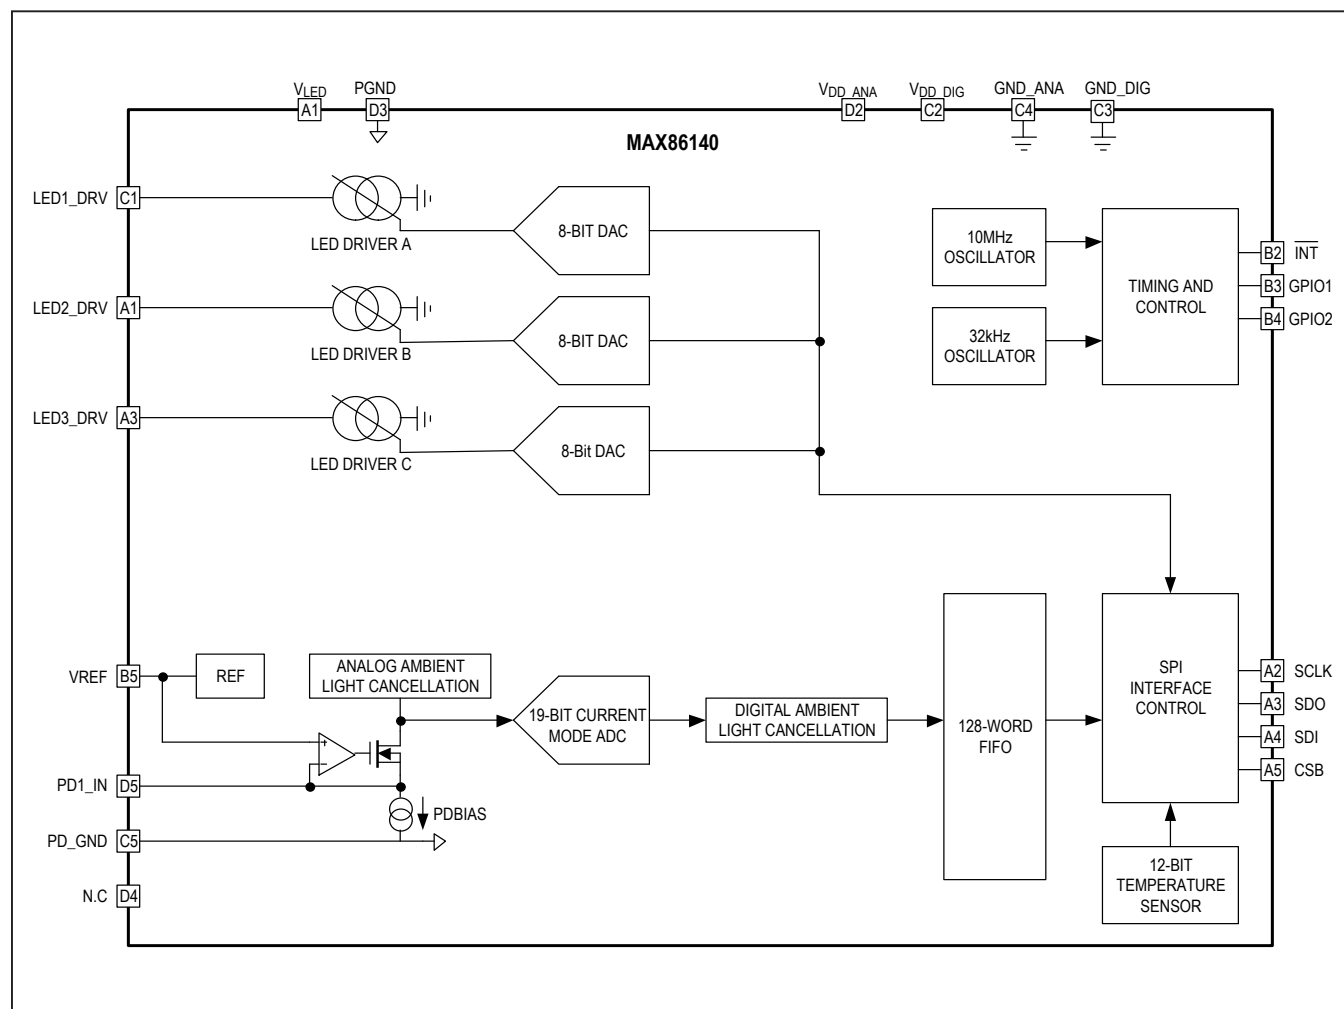 VLED PGND VDD_ANA VDD_DIG GND_ANA GND_DIG
A1 D3 D2 C2 C4 C3
MAX86140
LED1_DRV C1
LED DRIVER A
8-BIT DAC
LED2_DRV A1
LED DRIVER B
8-BIT DAC
LED3_DRV A3
LED DRIVER C
8-Bit DAC
10MHz
OSCILLATOR
32kHz
OSCILLATOR
TIMING AND
CONTROL
B2 INT
B3 GPIO1
B4 GPIO2
VREF B5
REF
ANALOG AMBIENT
LIGHT CANCELLATION
19-BIT CURRENT
MODE ADC
DIGITAL AMBIENT
LIGHT CANCELLATION
128-WORD
FIFO
SPI
INTERFACE
CONTROL
A2 SCLK
A3 SDO
A4 SDI
A5 CSB
+
-
PD1_IN D5
PDBIAS
PD_GND C5
N.C D4
12-BIT
TEMPERATURE
SENSOR